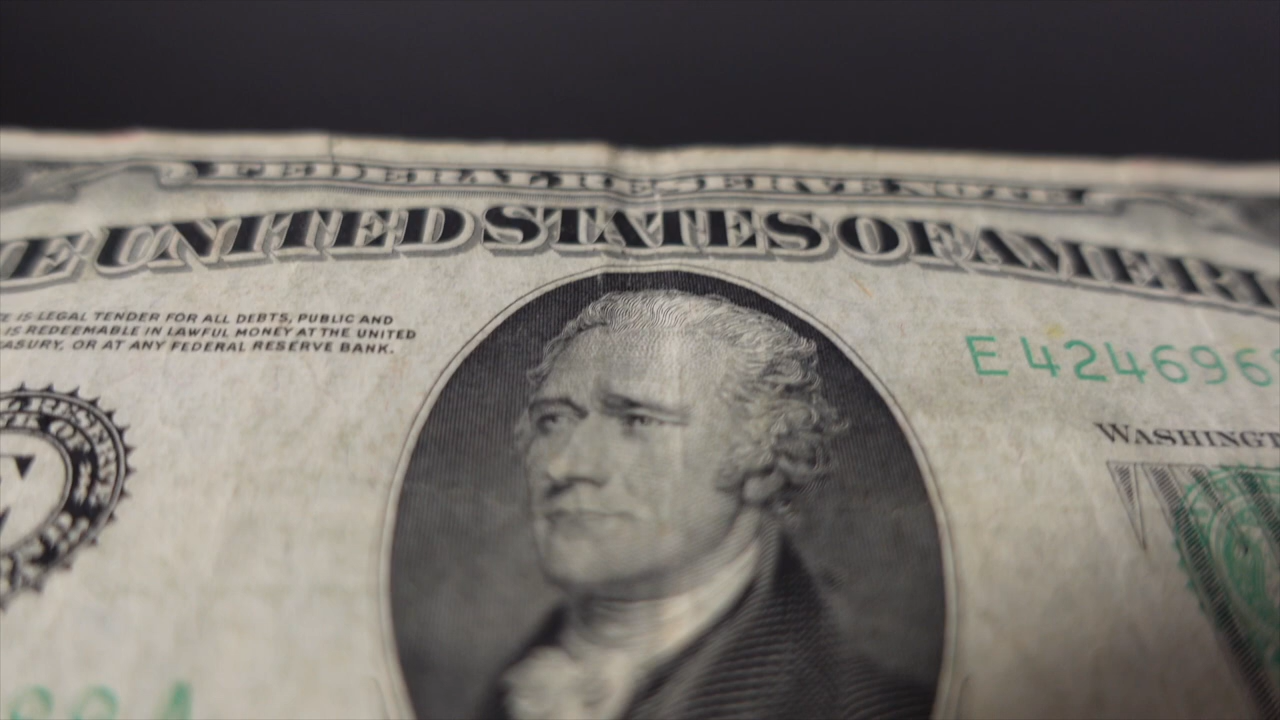 FEDERAL RESERVE NOTE
E UNITED STATES OF AMERI
E IS LEGAL TENDER FOR ALL DEBTS, PUBLIC AND
IS REDEEMABLE IN LAWFUL MONEY AT THE UNITED
ASURY, OR AT ANY FEDERAL RESERVE BANK.
E 4246968
WASHINGT